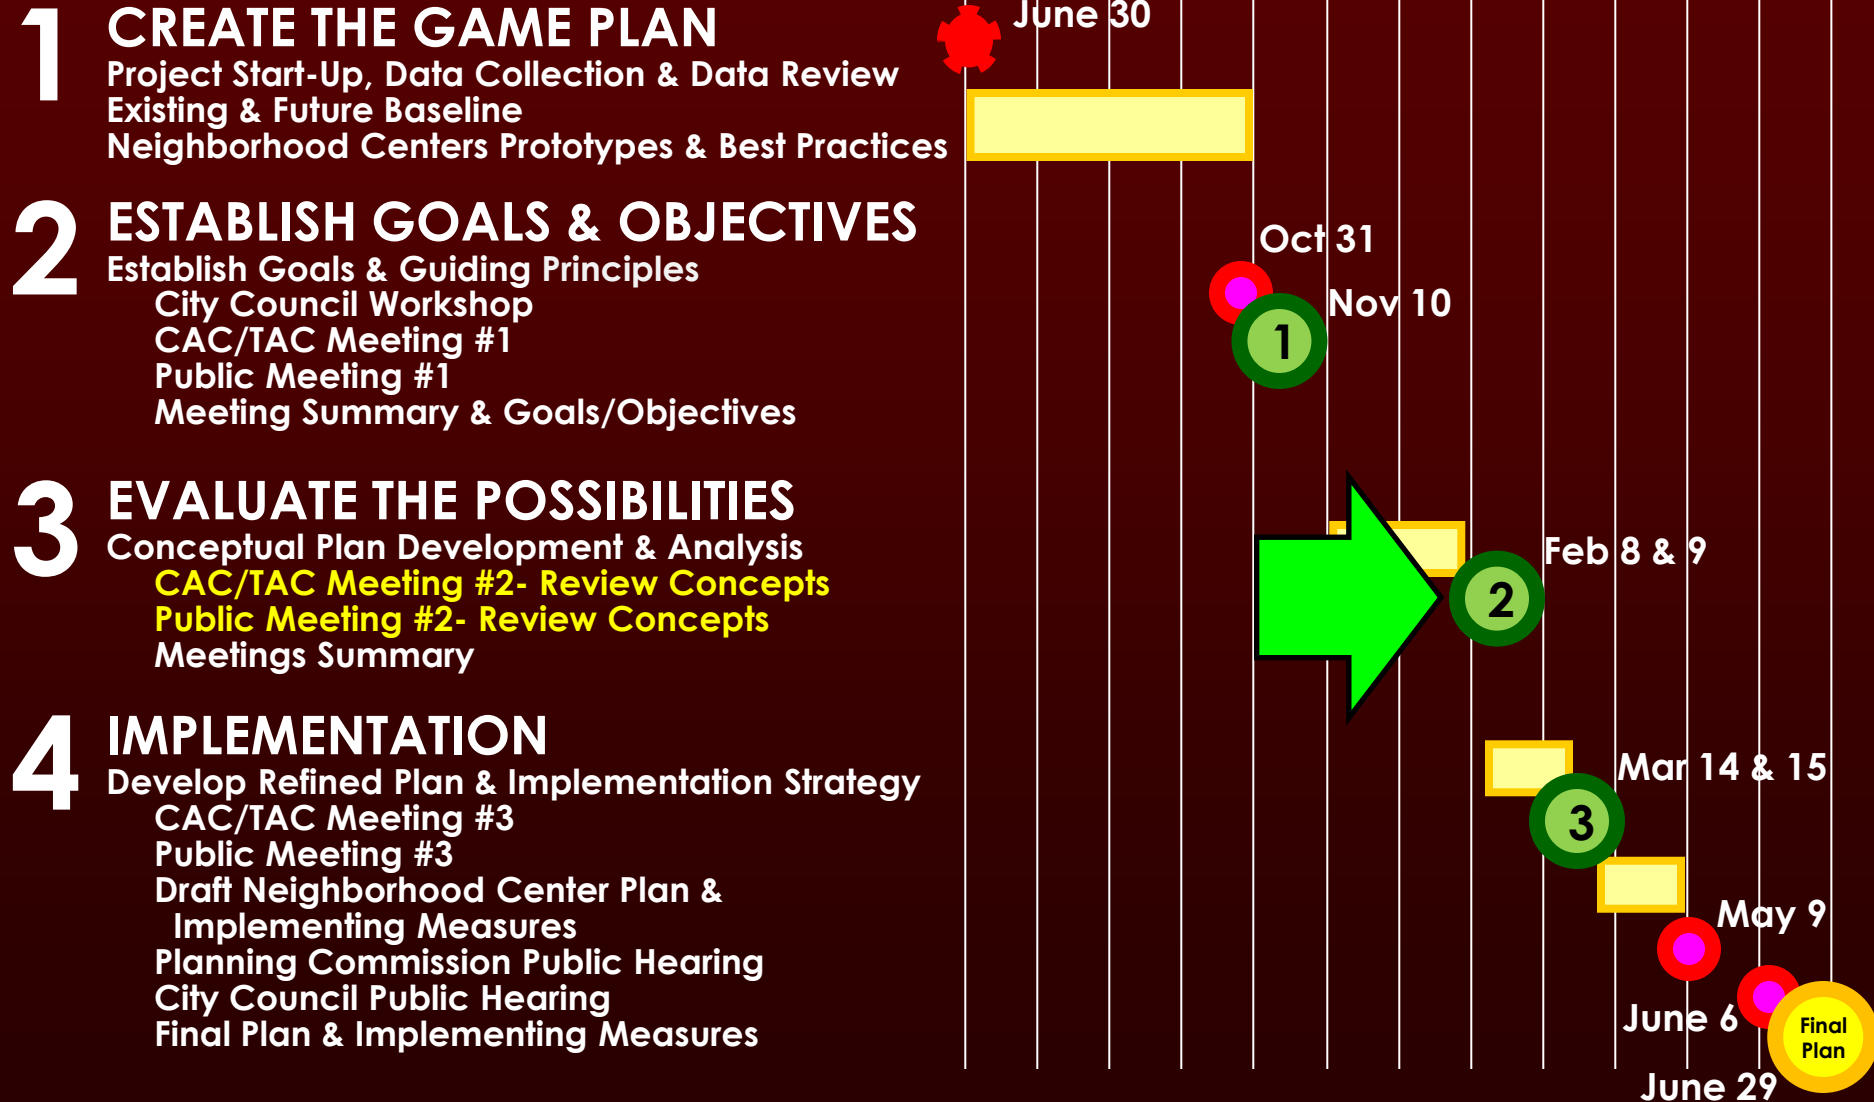 1
CREATE THE GAME PLAN
June 30
Project Start-Up, Data Collection & Data Review
Existing & Future Baseline
Neighborhood Centers Prototypes & Best Practices
2
ESTABLISH GOALS & OBJECTIVES
Oct 31
Establish Goals & Guiding Principles
City Council Workshop
Nov 10
CAC/TAC Meeting #1
1
Public Meeting #1
Meeting Summary & Goals/Objectives
3
EVALUATE THE POSSIBILITIES
Conceptual Plan Development & Analysis
Feb 8 & 9
CAC/TAC Meeting #2- Review Concepts
2
Public Meeting #2- Review Concepts
Meetings Summary
4
IMPLEMENTATION
Develop Refined Plan & Implementation Strategy
Mar 14 & 15
CAC/TAC Meeting #3
3
Public Meeting #3
Draft Neighborhood Center Plan &
Implementing Measures
May 9
Planning Commission Public Hearing
City Council Public Hearing
June 6
Final Plan & Implementing Measures
Final
Plan
June 29